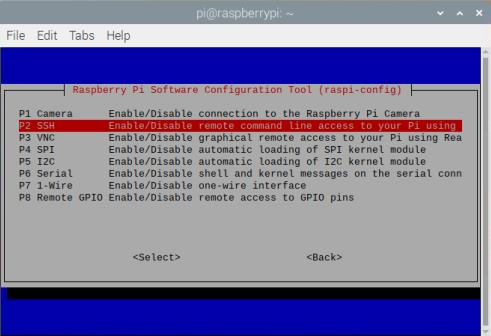 pi@raspberrypi: ~
File Edit Tabs Help
Raspberry Pi Software Configuration Tool (raspi-config)
P1 Camera Enable/Disable connection to the Raspberry Pi Camera
P2 SSH Enable/Disable remote command line access to your Pi using
P3 VNC Enable/Disable graphical remote access to your Pi using Rea
P4 SPI Enable/Disable automatic loading of SPI kernel module
P5 I2C Enable/Disable automatic loading of I2C kernel module
P6 Serial Enable/Disable shell and kernel messages on the serial conn
P7 1-Wire Enable/Disable one-wire interface
P8 Remote GPIO Enable/Disable remote access to GPIO pins
<Select> <Back>